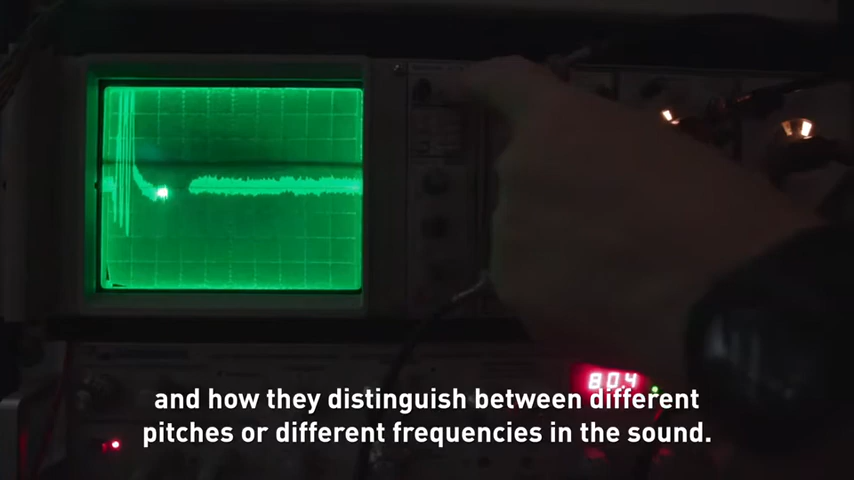 80.4
and how they distinguish between different
pitches or different frequencies in the sound.